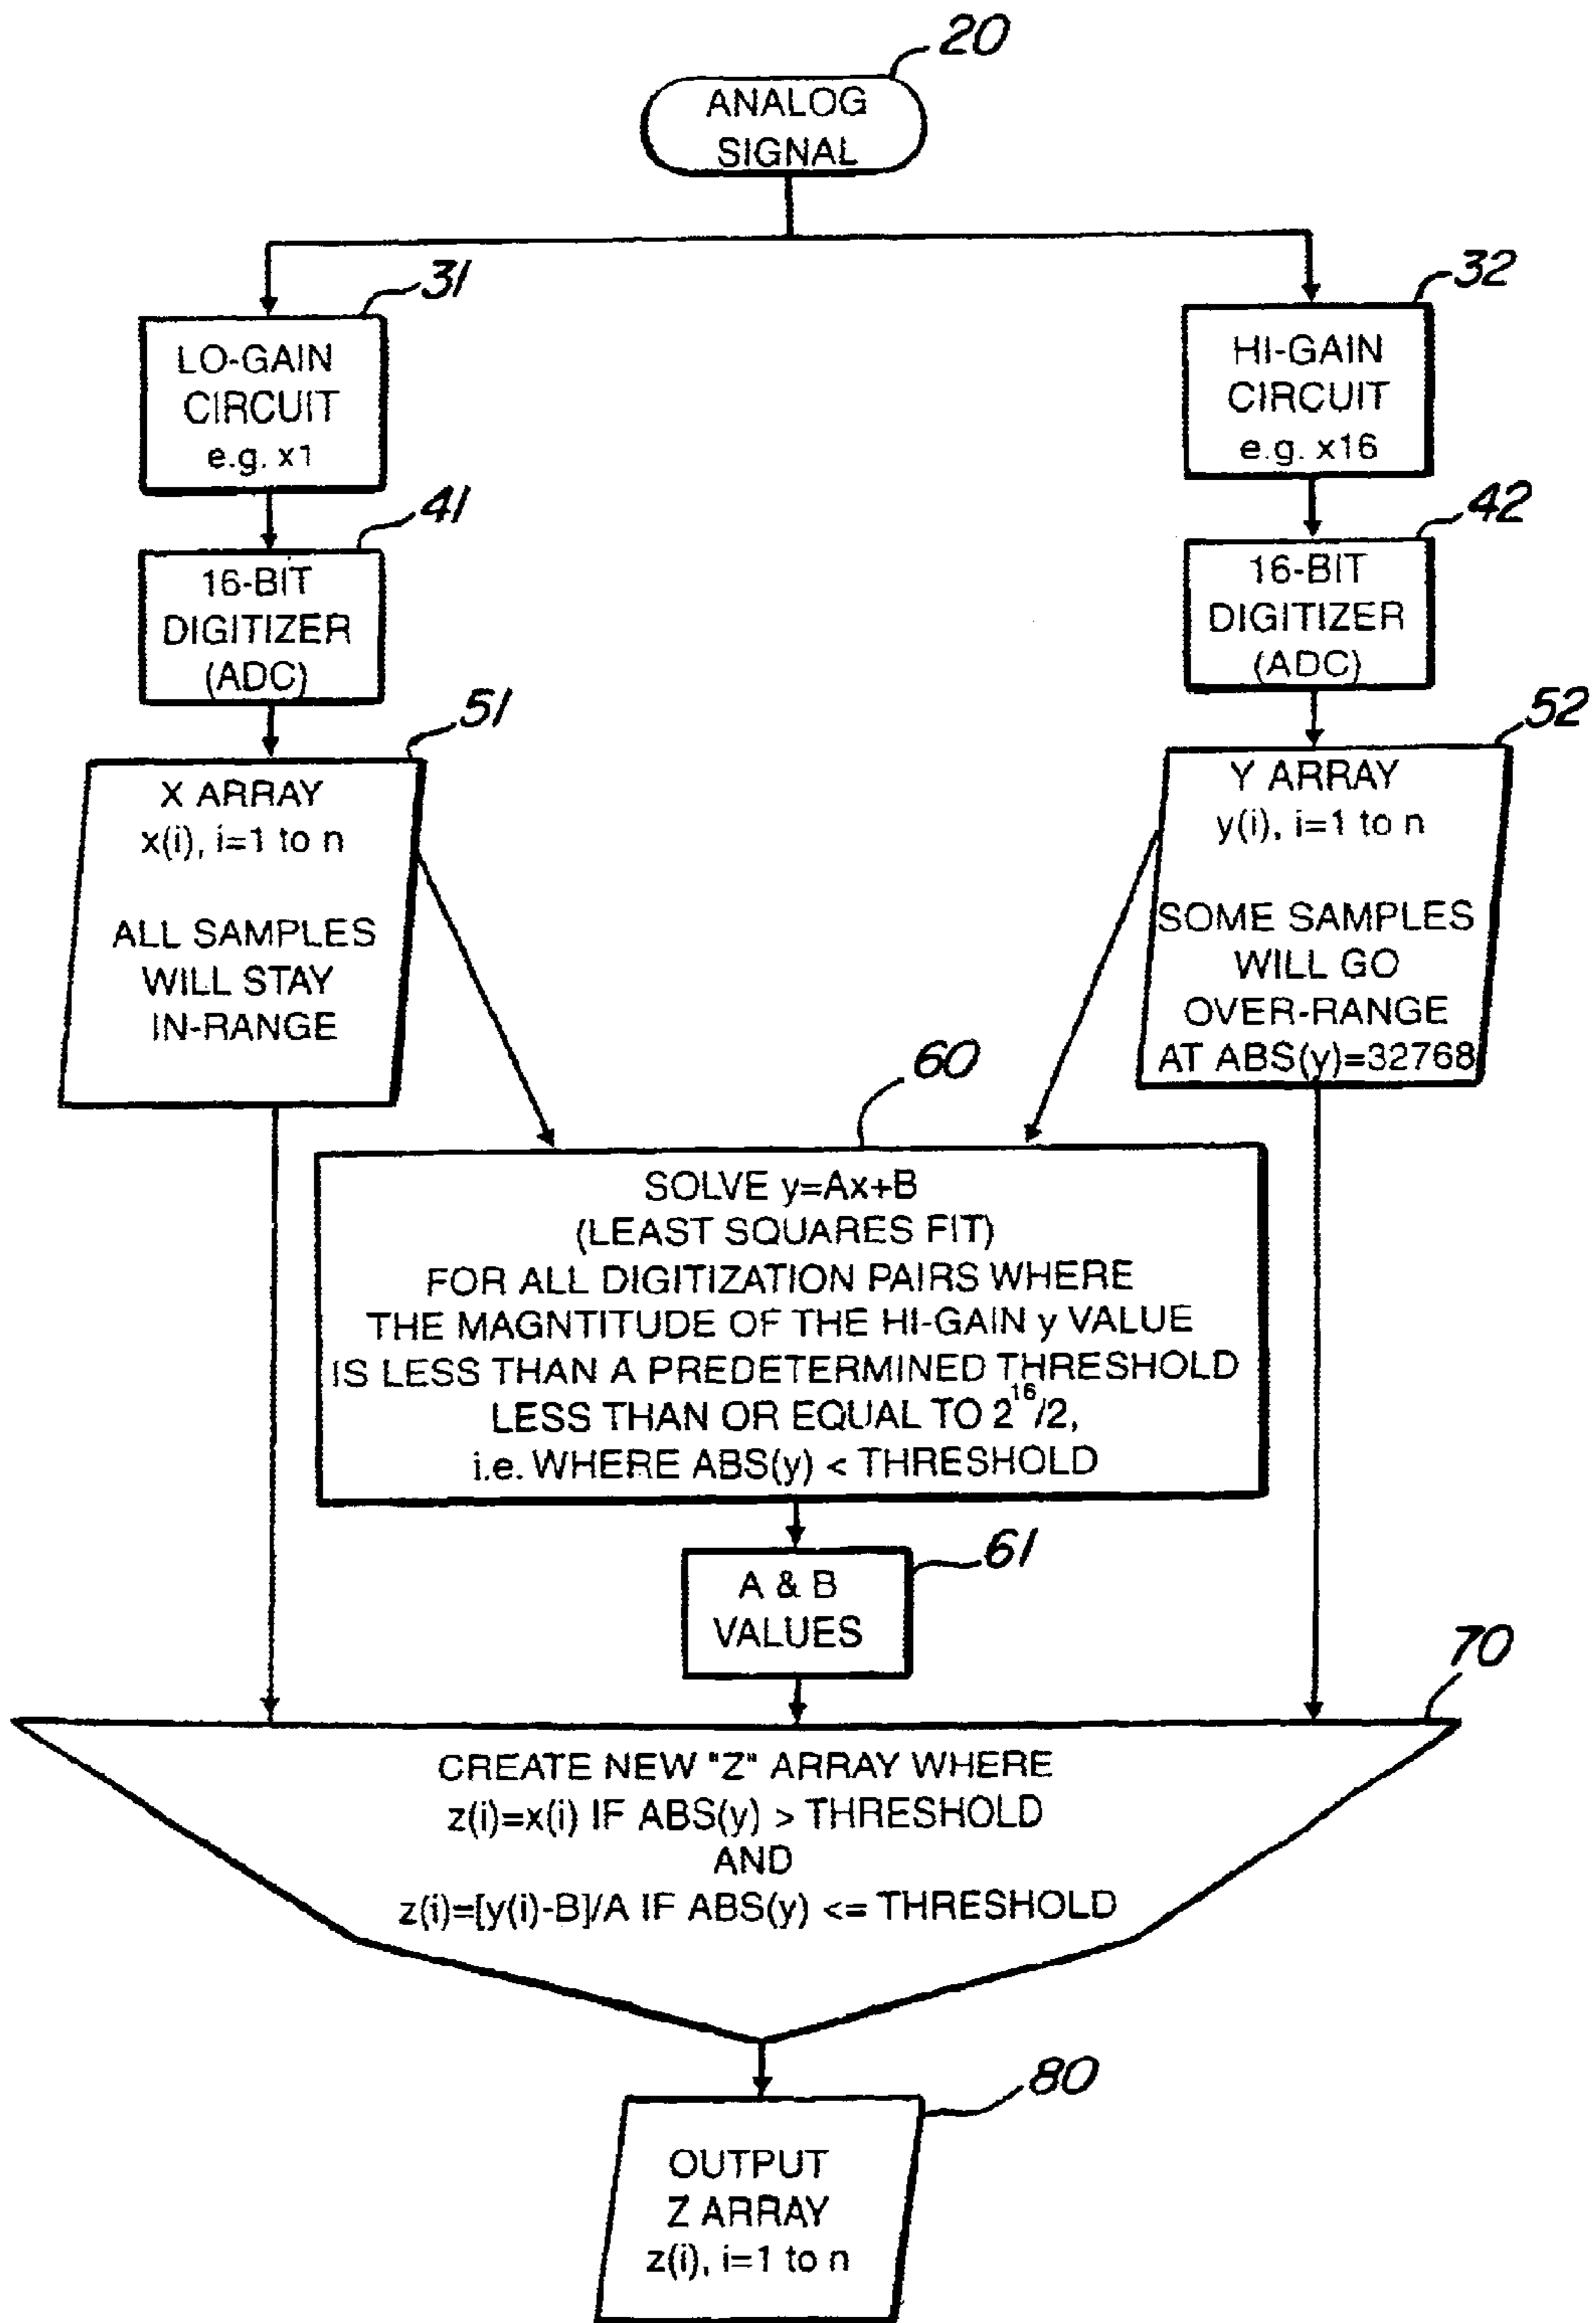 20
ANALOG
SIGNAL
31
LO-GAIN
CIRCUIT
e.g. x1
32
HI-GAIN
CIRCUIT
e.g. x16
41
16-BIT
DIGITIZER
(ADC)
42
16-BIT
DIGITIZER
(ADC)
51
X ARRAY
x(i), i=1 to n
ALL SAMPLES
WILL STAY
IN-RANGE
52
Y ARRAY
y(i), i=1 to n
SOME SAMPLES
WILL GO
OVER-RANGE
AT ABS(y)=32768
60
SOLVE y=Ax+B
(LEAST SQUARES FIT)
FOR ALL DIGITIZATION PAIRS WHERE
THE MAGNTITUDE OF THE HI-GAIN y VALUE
IS LESS THAN A PREDETERMINED THRESHOLD
LESS THAN OR EQUAL TO 2^16/2,
i.e. WHERE ABS(y) < THRESHOLD
61
A & B
VALUES
70
CREATE NEW "Z" ARRAY WHERE
z(i)=x(i) IF ABS(y) > THRESHOLD
AND
z(i)=[y(i)-B]/A IF ABS(y) <= THRESHOLD
80
OUTPUT
Z ARRAY
z(i), i=1 to n